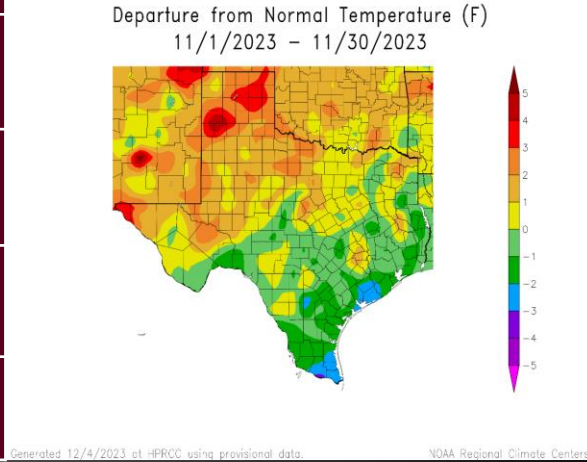 Departure from Normal Temperature (F)
11/1/2023 – 11/30/2023
5
4
3
2
1
0
-1
-2
-3
-4
-5
Generated 12/4/2023 at HPRCC using provisional data.
NOAA Regional Climate Centers